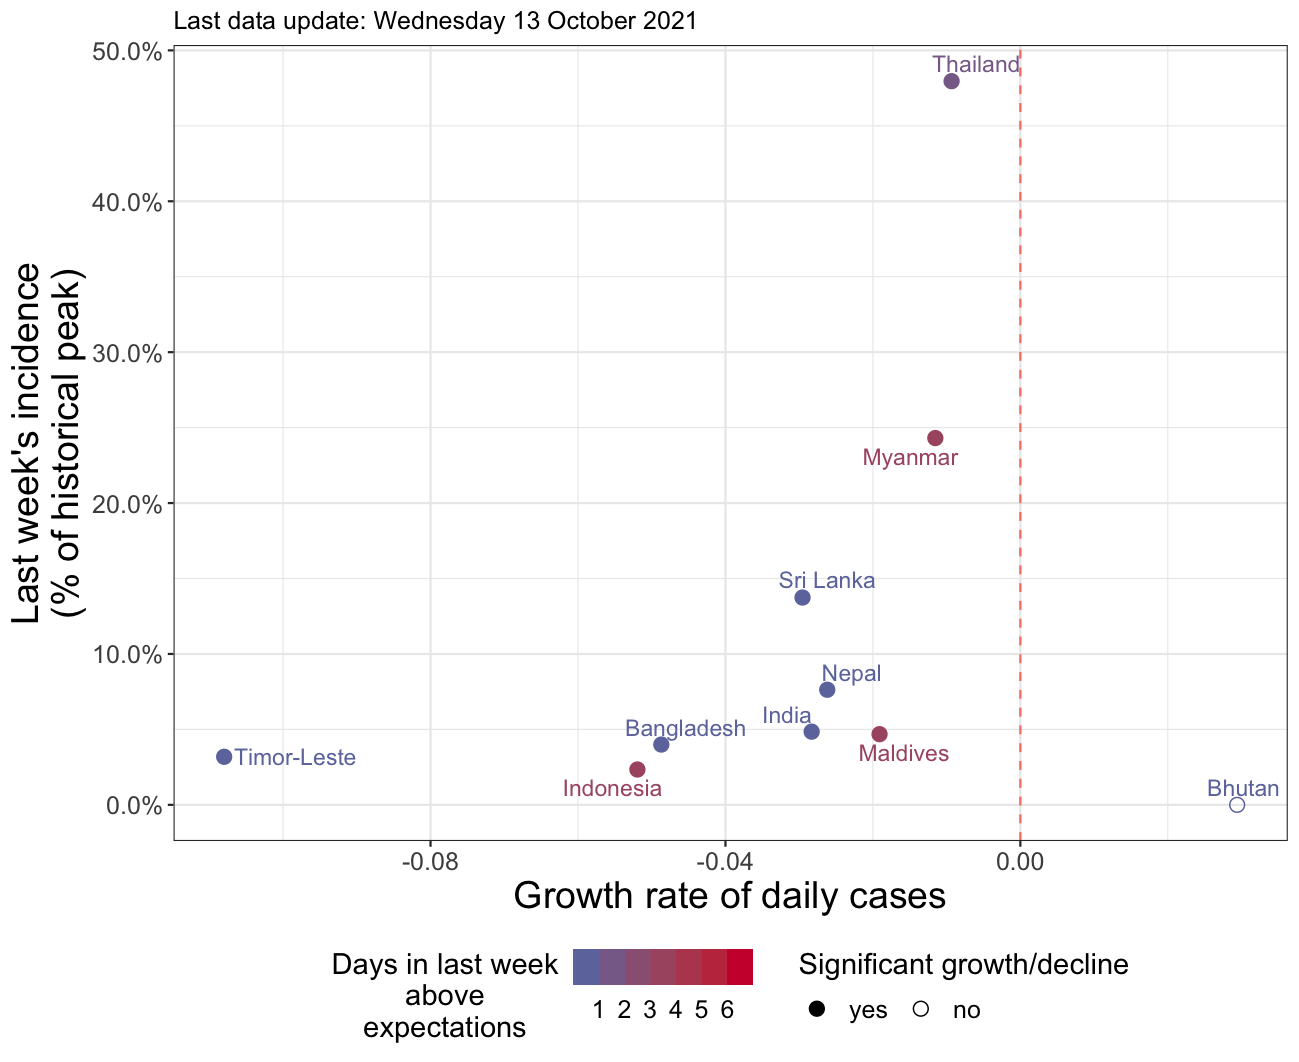 Last data update: Wednesday 13 October 2021
50.0%
40.0%
30.0%
20.0%
10.0%
0.0%
Last week's incidence
(% of historical peak)
Thailand
Myanmar
Sri Lanka
Nepal
India
Bangladesh
Maldives
Timor-Leste
Indonesia
Bhutan
-0.08
-0.04
0.00
Growth rate of daily cases
Days in last week
above
expectations
1 2 3 4 5 6
Significant growth/decline
yes no